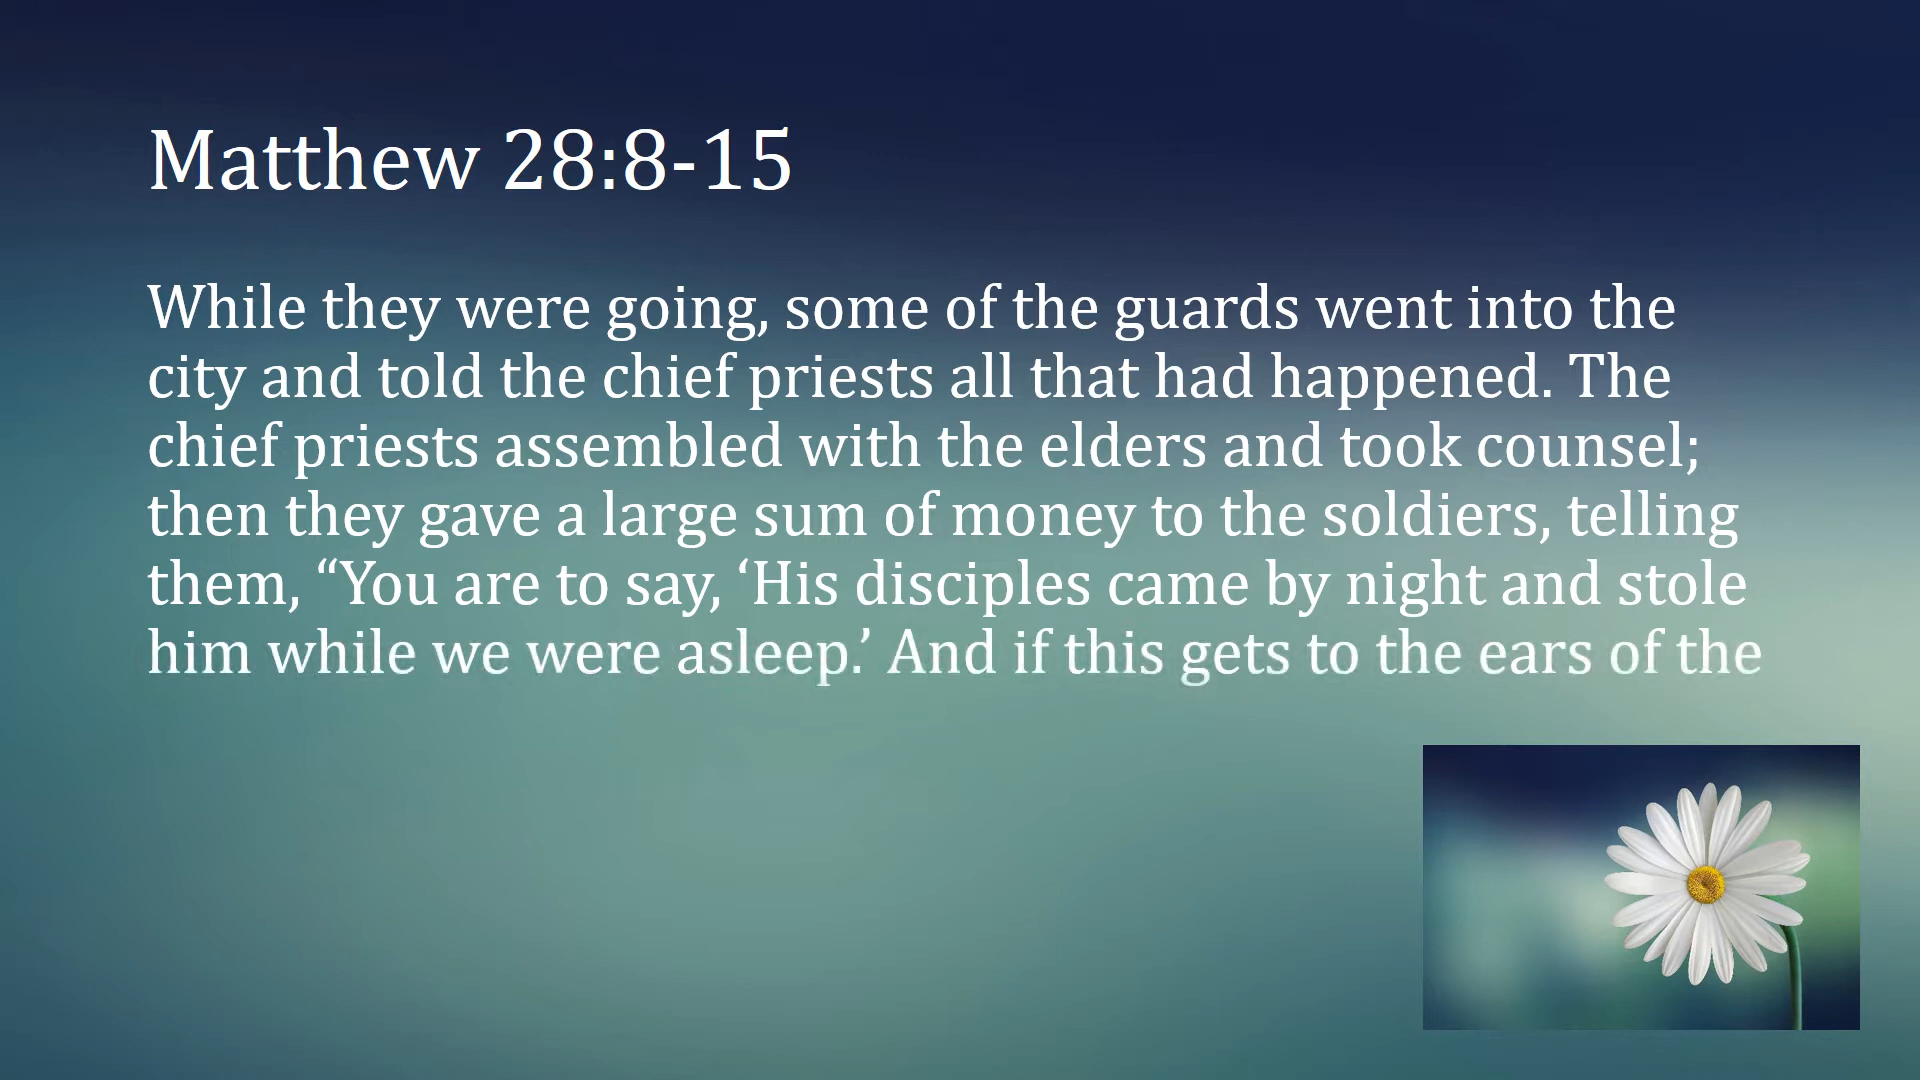 Matthew 28:8-15
While they were going, some of the guards went into the
city and told the chief priests all that had happened. The
chief priests assembled with the elders and took counsel;
then they gave a large sum of money to the soldiers, telling
them, “You are to say, ‘His disciples came by night and stole
him while we were asleep.’ And if this gets to the ears of the